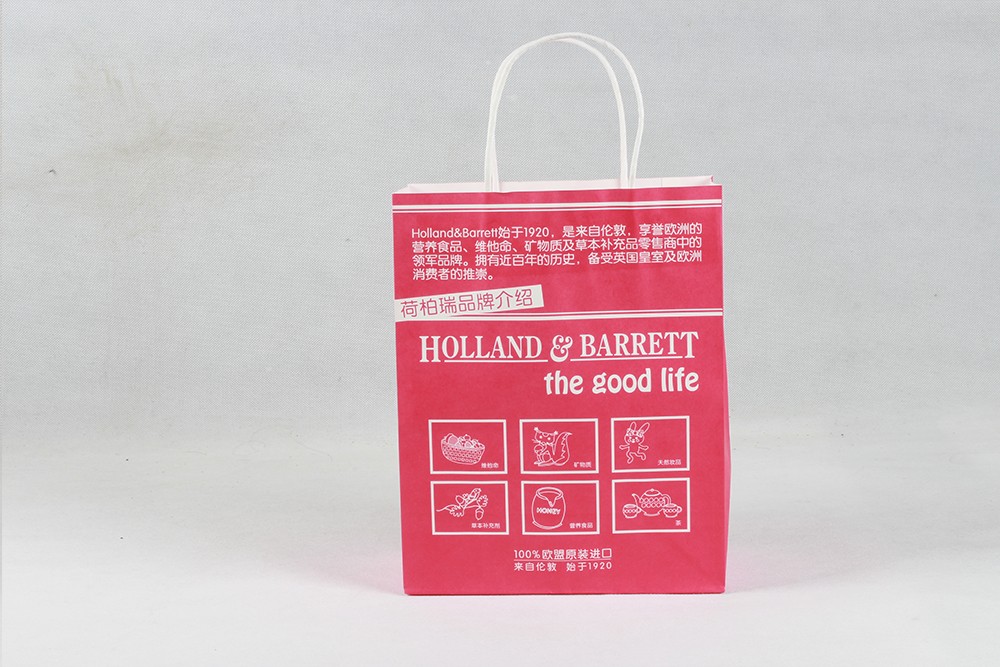 Holland&Barrett始于1920，是来自伦敦，享誉欧洲的
营养食品、维他命、矿物质及草本补充品零售商中的
领军品牌。拥有近百年的历史，备受英国皇室及欧洲
消费者的推崇。
荷柏瑞品牌介绍
HOLLAND & BARRETT
the good life
维他命
矿物质
天然妆品
草本补充剂
HONEY
营养食品
茶
100%欧盟原装进口
来自伦敦 始于1920